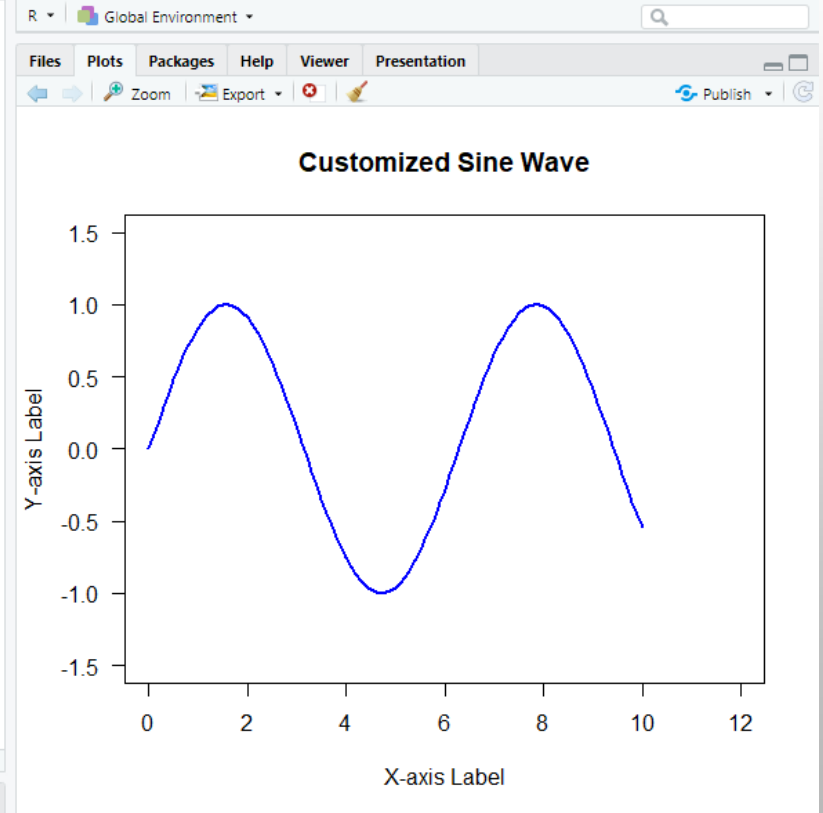 R Global Environment
Files Plots Packages Help Viewer Presentation
Zoom Export Publish
Customized Sine Wave
1.5
1.0
0.5
0.0
-0.5
-1.0
-1.5
Y-axis Label
0 2 4 6 8 10 12
X-axis Label